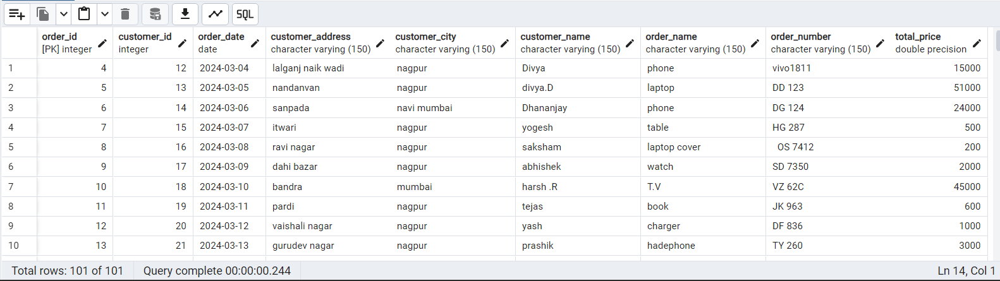 SQL
order_id customer_id order_date customer_address customer_city customer_name order_name order_number total_price
[PK] integer integer date character varying (150) character varying (150) character varying (150) character varying (150) character varying (150) double precision
1 4 12 2024-03-04 lalganj naik wadi nagpur Divya phone vivo1811 15000
2 5 13 2024-03-05 nandanvan nagpur divya.D laptop DD 123 51000
3 6 14 2024-03-06 sanpada navi mumbai Dhananjay phone DG 124 24000
4 7 15 2024-03-07 itwari nagpur yogesh table HG 287 500
5 8 16 2024-03-08 ravi nagar nagpur saksham laptop cover OS 7412 200
6 9 17 2024-03-09 dahi bazar nagpur abhishek watch SD 7350 2000
7 10 18 2024-03-10 bandra mumbai harsh .R T.V VZ 62C 45000
8 11 19 2024-03-11 pardi nagpur tejas book JK 963 600
9 12 20 2024-03-12 vaishali nagar nagpur yash charger DF 836 1000
10 13 21 2024-03-13 gurudev nagar nagpur prashik hadephone TY 260 3000
Total rows: 101 of 101 Query complete 00:00:00.244 Ln 14, Col 1